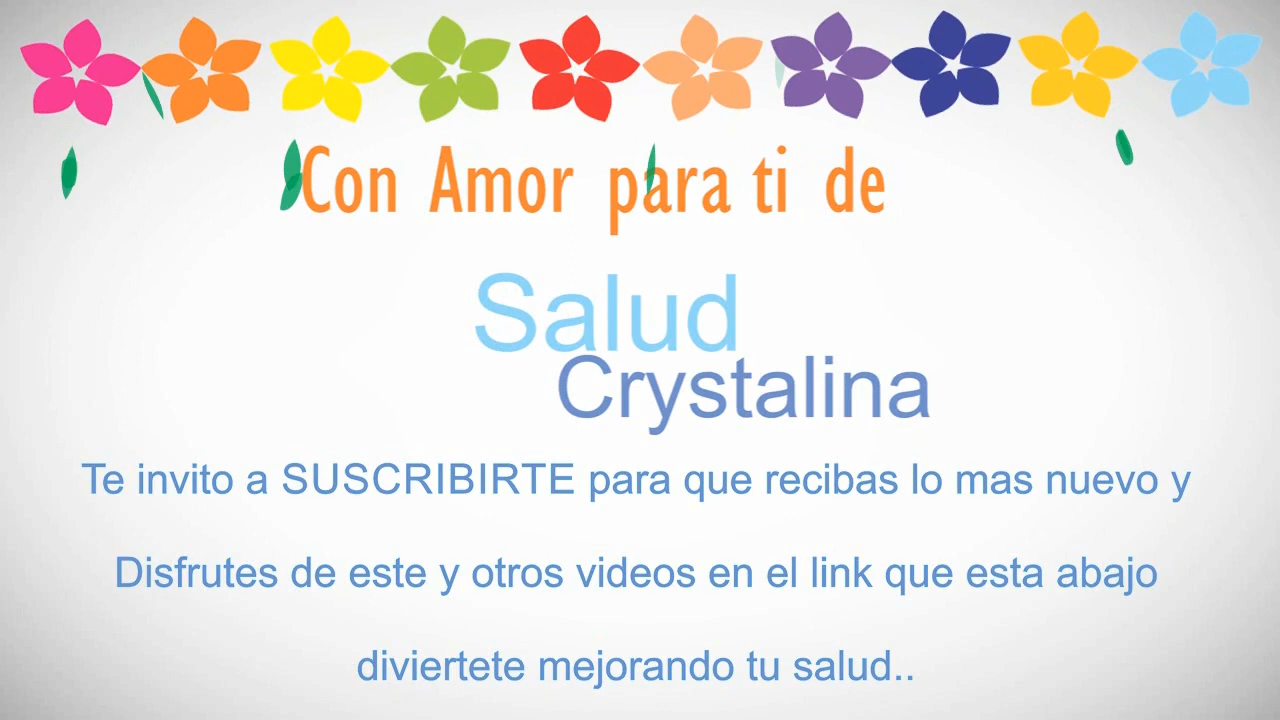 Con Amor para ti de
Salud
Crystalina
Te invito a SUSCRIBIRTE para que recibas lo mas nuevo y
Disfrutes de este y otros videos en el link que esta abajo
diviertete mejorando tu salud..